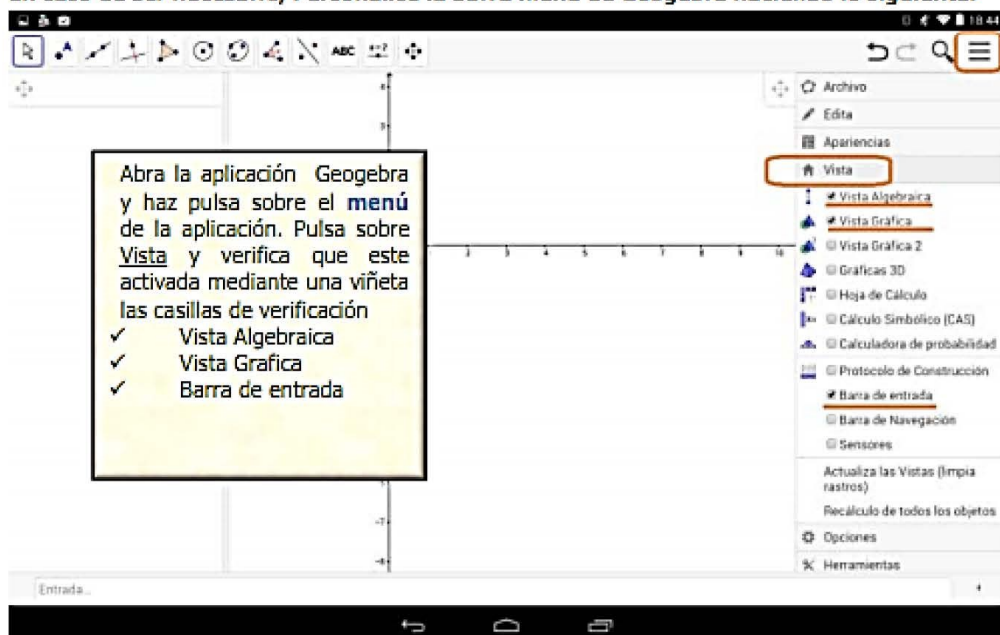 18:44
ABC
Archivo
Edita
Apariencias
Vista
Vista Algebraica
Vista Gráfica
Vista Gráfica 2
Graficas 3D
Hoja de Cálculo
Cálculo Simbólico (CAS)
Calculadora de probabilidad
Protocolo de Construcción
Barra de entrada
Barra de Navegación
Sensores
Actualiza las Vistas (limpia
rastros)
Recálculo de todos los objetos
Opciones
Herramientas
Abra la aplicación Geogebra
y haz pulsa sobre el menú
de la aplicación. Pulsa sobre
Vista y verifica que este
activada mediante una viñeta
las casillas de verificación
✓ Vista Algebraica
✓ Vista Grafica
✓ Barra de entrada
Entrada...